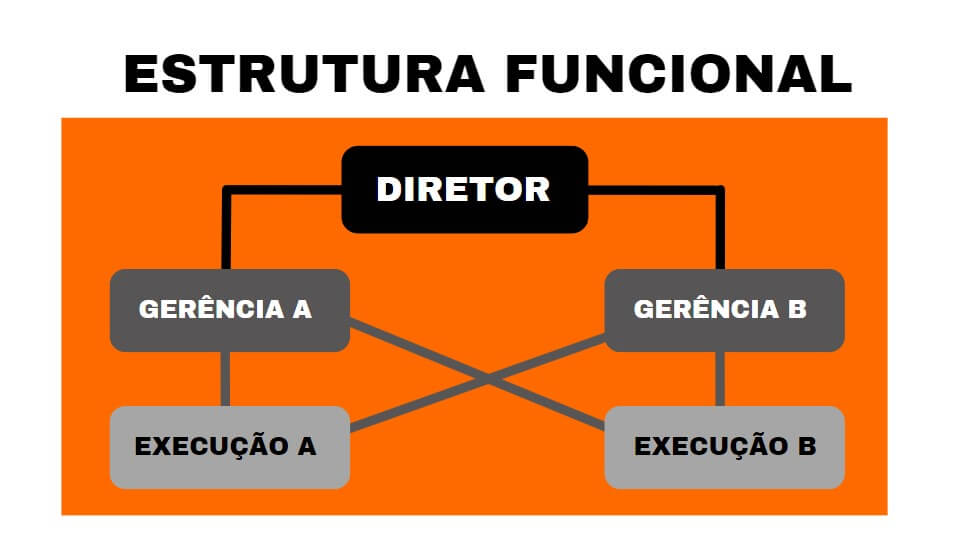 ESTRUTURA FUNCIONAL
DIRETOR
GERÊNCIA A
GERÊNCIA B
EXECUÇÃO A
EXECUÇÃO B